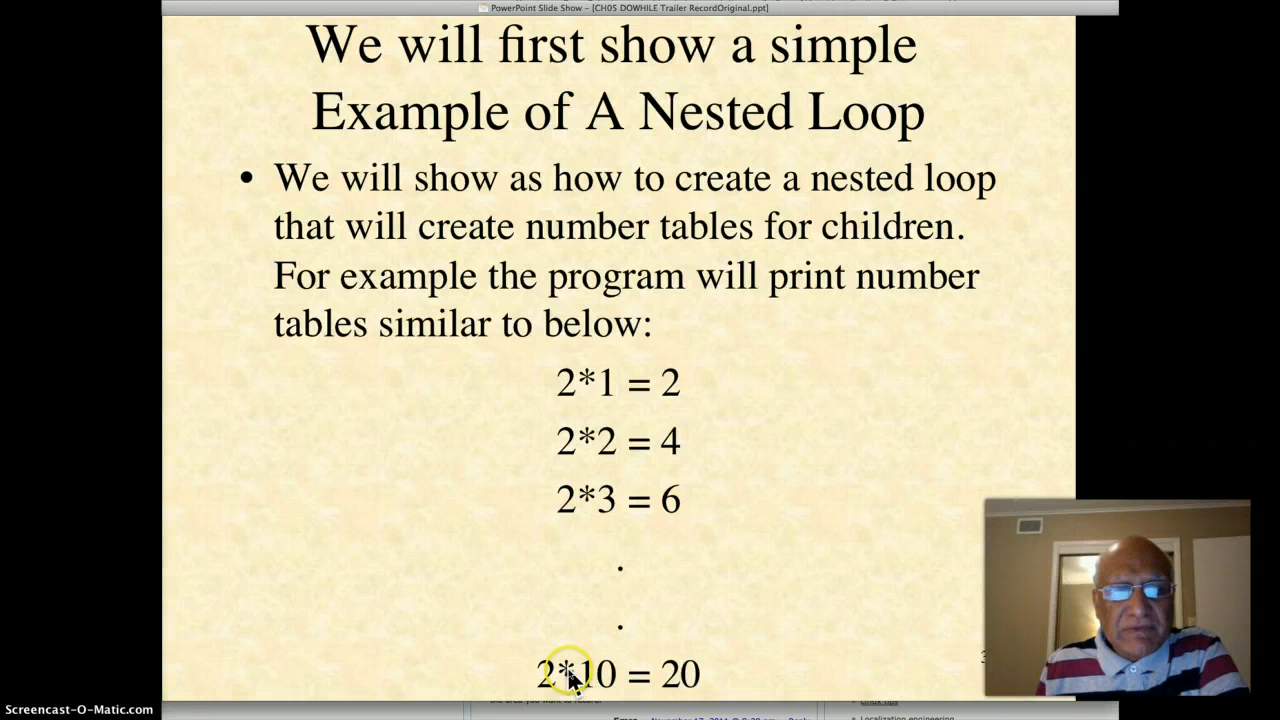 PowerPoint Slide Show – [CH05 DOWHILE Trailer RecordOriginal.ppt]
We will first show a simple
Example of A Nested Loop
• We will show as how to create a nested loop
that will create number tables for children.
For example the program will print number
tables similar to below:
2*1 = 2
2*2 = 4
2*3 = 6
.
.
2*10 = 20
Screencast-O-Matic.com
Localization engineering